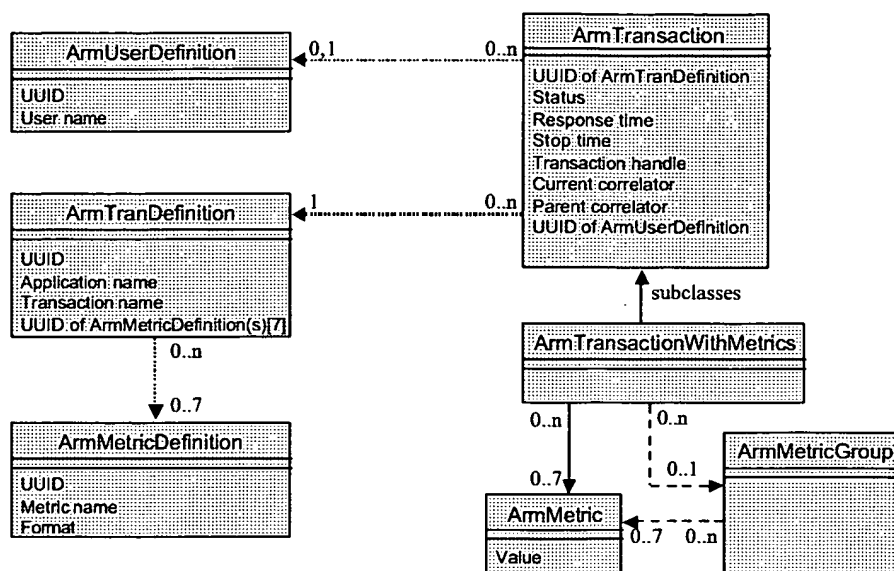 ArmUserDefinition
UUID
User name
0,1
0..n
ArmTransaction
UUID of ArmTranDefinition
Status
Response time
Stop time
Transaction handle
Current correlator
Parent correlator
UUID of ArmUserDefinition
ArmTranDefinition
UUID
Application name
Transaction name
UUID of ArmMetricDefinition(s)[7]
1
0..n
subclasses
ArmTransactionWithMetrics
0..n
0..7
ArmMetricDefinition
UUID
Metric name
Format
0..n
0..n
0..7
0..1
ArmMetricGroup
ArmMetric
Value
0..7
0..n